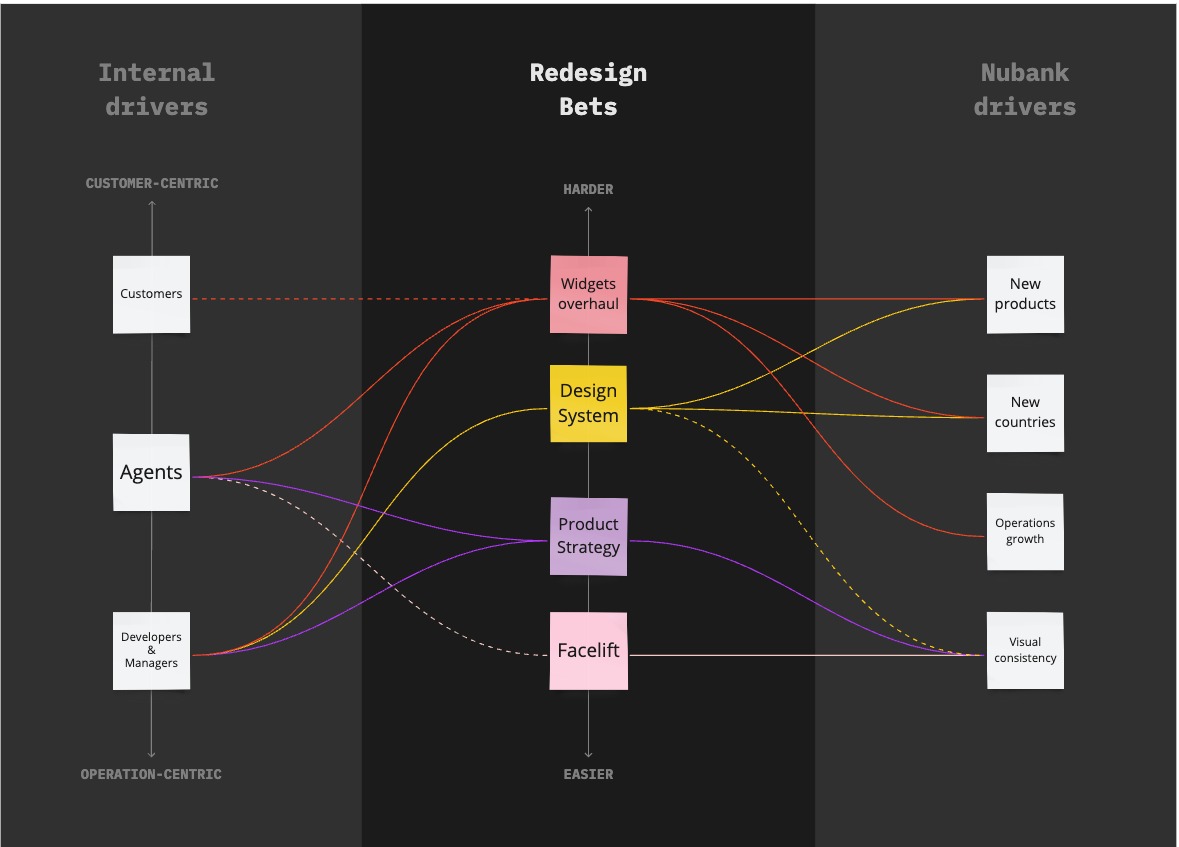 Internal
drivers
Redesign
Bets
Nubank
drivers
CUSTOMER-CENTRIC
HARDER
Customers
Widgets
overhaul
New
products
Design
System
New
countries
Agents
Product
Strategy
Operations
growth
Developers
&
Managers
Facelift
Visual
consistency
OPERATION-CENTRIC
EASIER